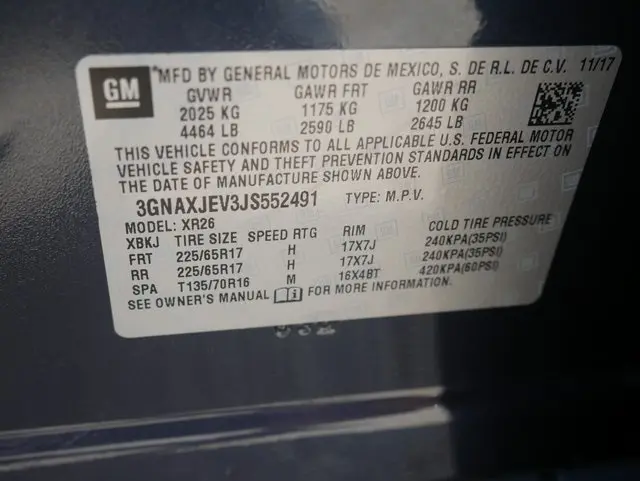 GM
*MFD BY GENERAL MOTORS DE MEXICO, S. DE R.L. DE C.V. 11/17
GVWR GAWR FRT GAWR RR
2025 KG 1175 KG 1200 KG
4464 LB 2590 LB 2645 LB
THIS VEHICLE CONFORMS TO ALL APPLICABLE U.S. FEDERAL MOTOR
VEHICLE SAFETY AND THEFT PREVENTION STANDARDS IN EFFECT ON
THE DATE OF MANUFACTURE SHOWN ABOVE.
3GNAXJEV3JS552491 TYPE: M.P.V.
MODEL: XR26
XBKJ TIRE SIZE SPEED RTG RIM COLD TIRE PRESSURE
FRT 225/65R17 H 17X7J 240KPA(35PSI)
RR 225/65R17 H 17X7J 240KPA(35PSI)
SPA T135/70R16 M 16X4BT 420KPA(60PSI)
SEE OWNER'S MANUAL FOR MORE INFORMATION.